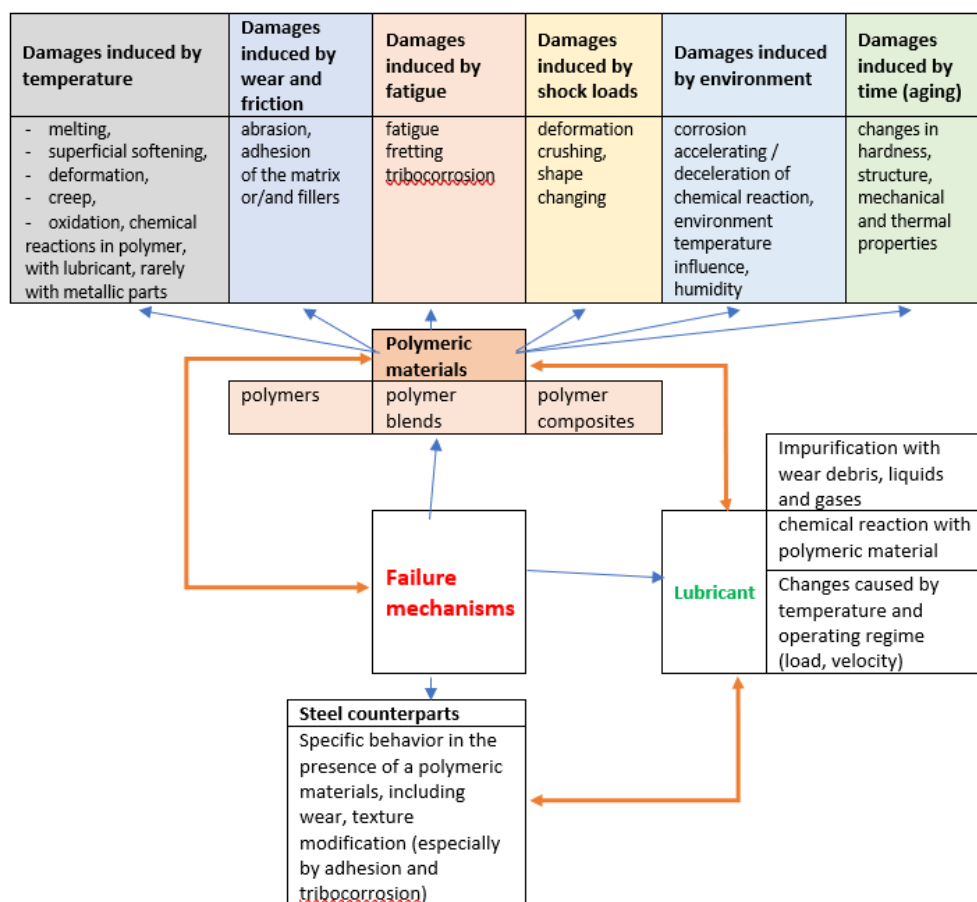 Damages induced by
temperature
Damages
induced by
wear and
friction
Damages
induced by
fatigue
Damages
induced by
shock loads
Damages induced
by environment
Damages
induced by
time (aging)
- melting,
- superficial softening,
- deformation,
- creep,
- oxidation, chemical
reactions in polymer,
with lubricant, rarely
with metallic parts
abrasion,
adhesion
of the matrix
or/and fillers
fatigue
fretting
tribocorrosion
deformation
crushing,
shape
changing
corrosion
accelerating /
deceleration of
chemical reaction,
environment
temperature
influence,
humidity
changes in
hardness,
structure,
mechanical
and thermal
properties
Polymeric
materials
polymers
polymer
blends
polymer
composites
Impurification with
wear debris, liquids
and gases
chemical reaction with
polymeric material
Changes caused by
temperature and
operating regime
(load, velocity)
Failure
mechanisms
Lubricant
Steel counterparts
Specific behavior in the
presence of a polymeric
materials, including
wear, texture
modification (especially
by adhesion and
tribocorrosion)